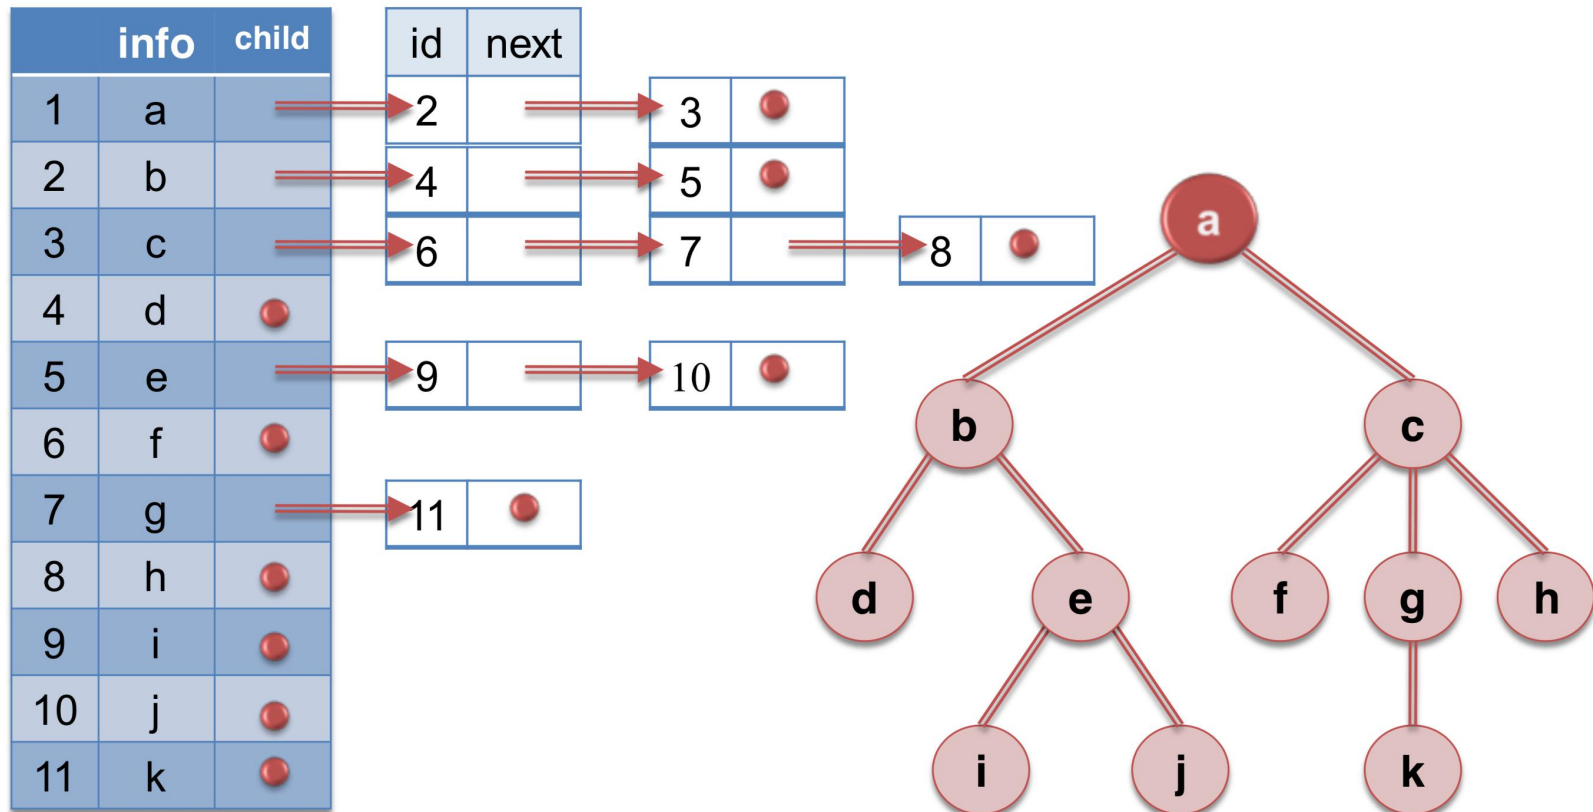 info child id next
1 a 2 3
2 b 4 5
3 c 6 7 8
4 d
5 e 9 10
6 f
7 g 11
8 h
9 i
10 j
11 k
a
b c
d e f g h
i j k